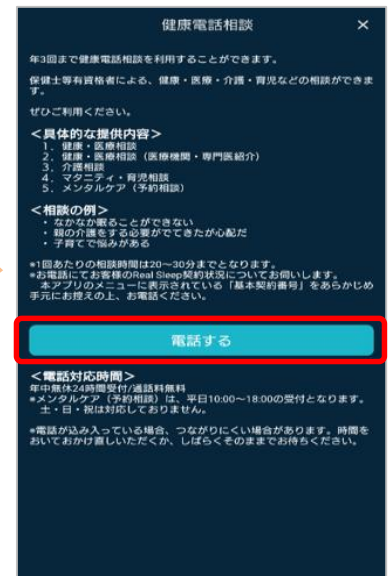 健康電話相談 ×
年3回まで健康電話相談を利用することができます。
保健士等有資格者による、健康・医療・介護・育児などの相談ができま
す。
ぜひご利用ください。
＜具体的な提供内容＞
1．健康・医療相談
2．健康・医療相談（医療機関・専門医紹介）
3．介護相談
4．マタニティ・育児相談
5．メンタルケア（予約相談）
＜相談の例＞
・なかなか眠ることができない
・親の介護をする必要がでてきたが心配だ
・子育てで悩みがある
*1回あたりの相談時間は20〜30分までとなります。
*お電話にてお客様のReal Sleep契約状況についてお伺いします。
本アプリのメニューに表示されている「基本契約番号」をあらかじめ
手元にお控えの上、お電話ください。
電話する
＜電話対応時間＞
年中無休24時間受付/通話料無料
*メンタルケア（予約相談）は、平日10:00〜18:00の受付となります。
土・日・祝は対応しておりません。
*電話が込み入っている場合、つながりにくい場合があります。時間を
おいておかけ直しいただくか、しばらくそのままでお待ちください。